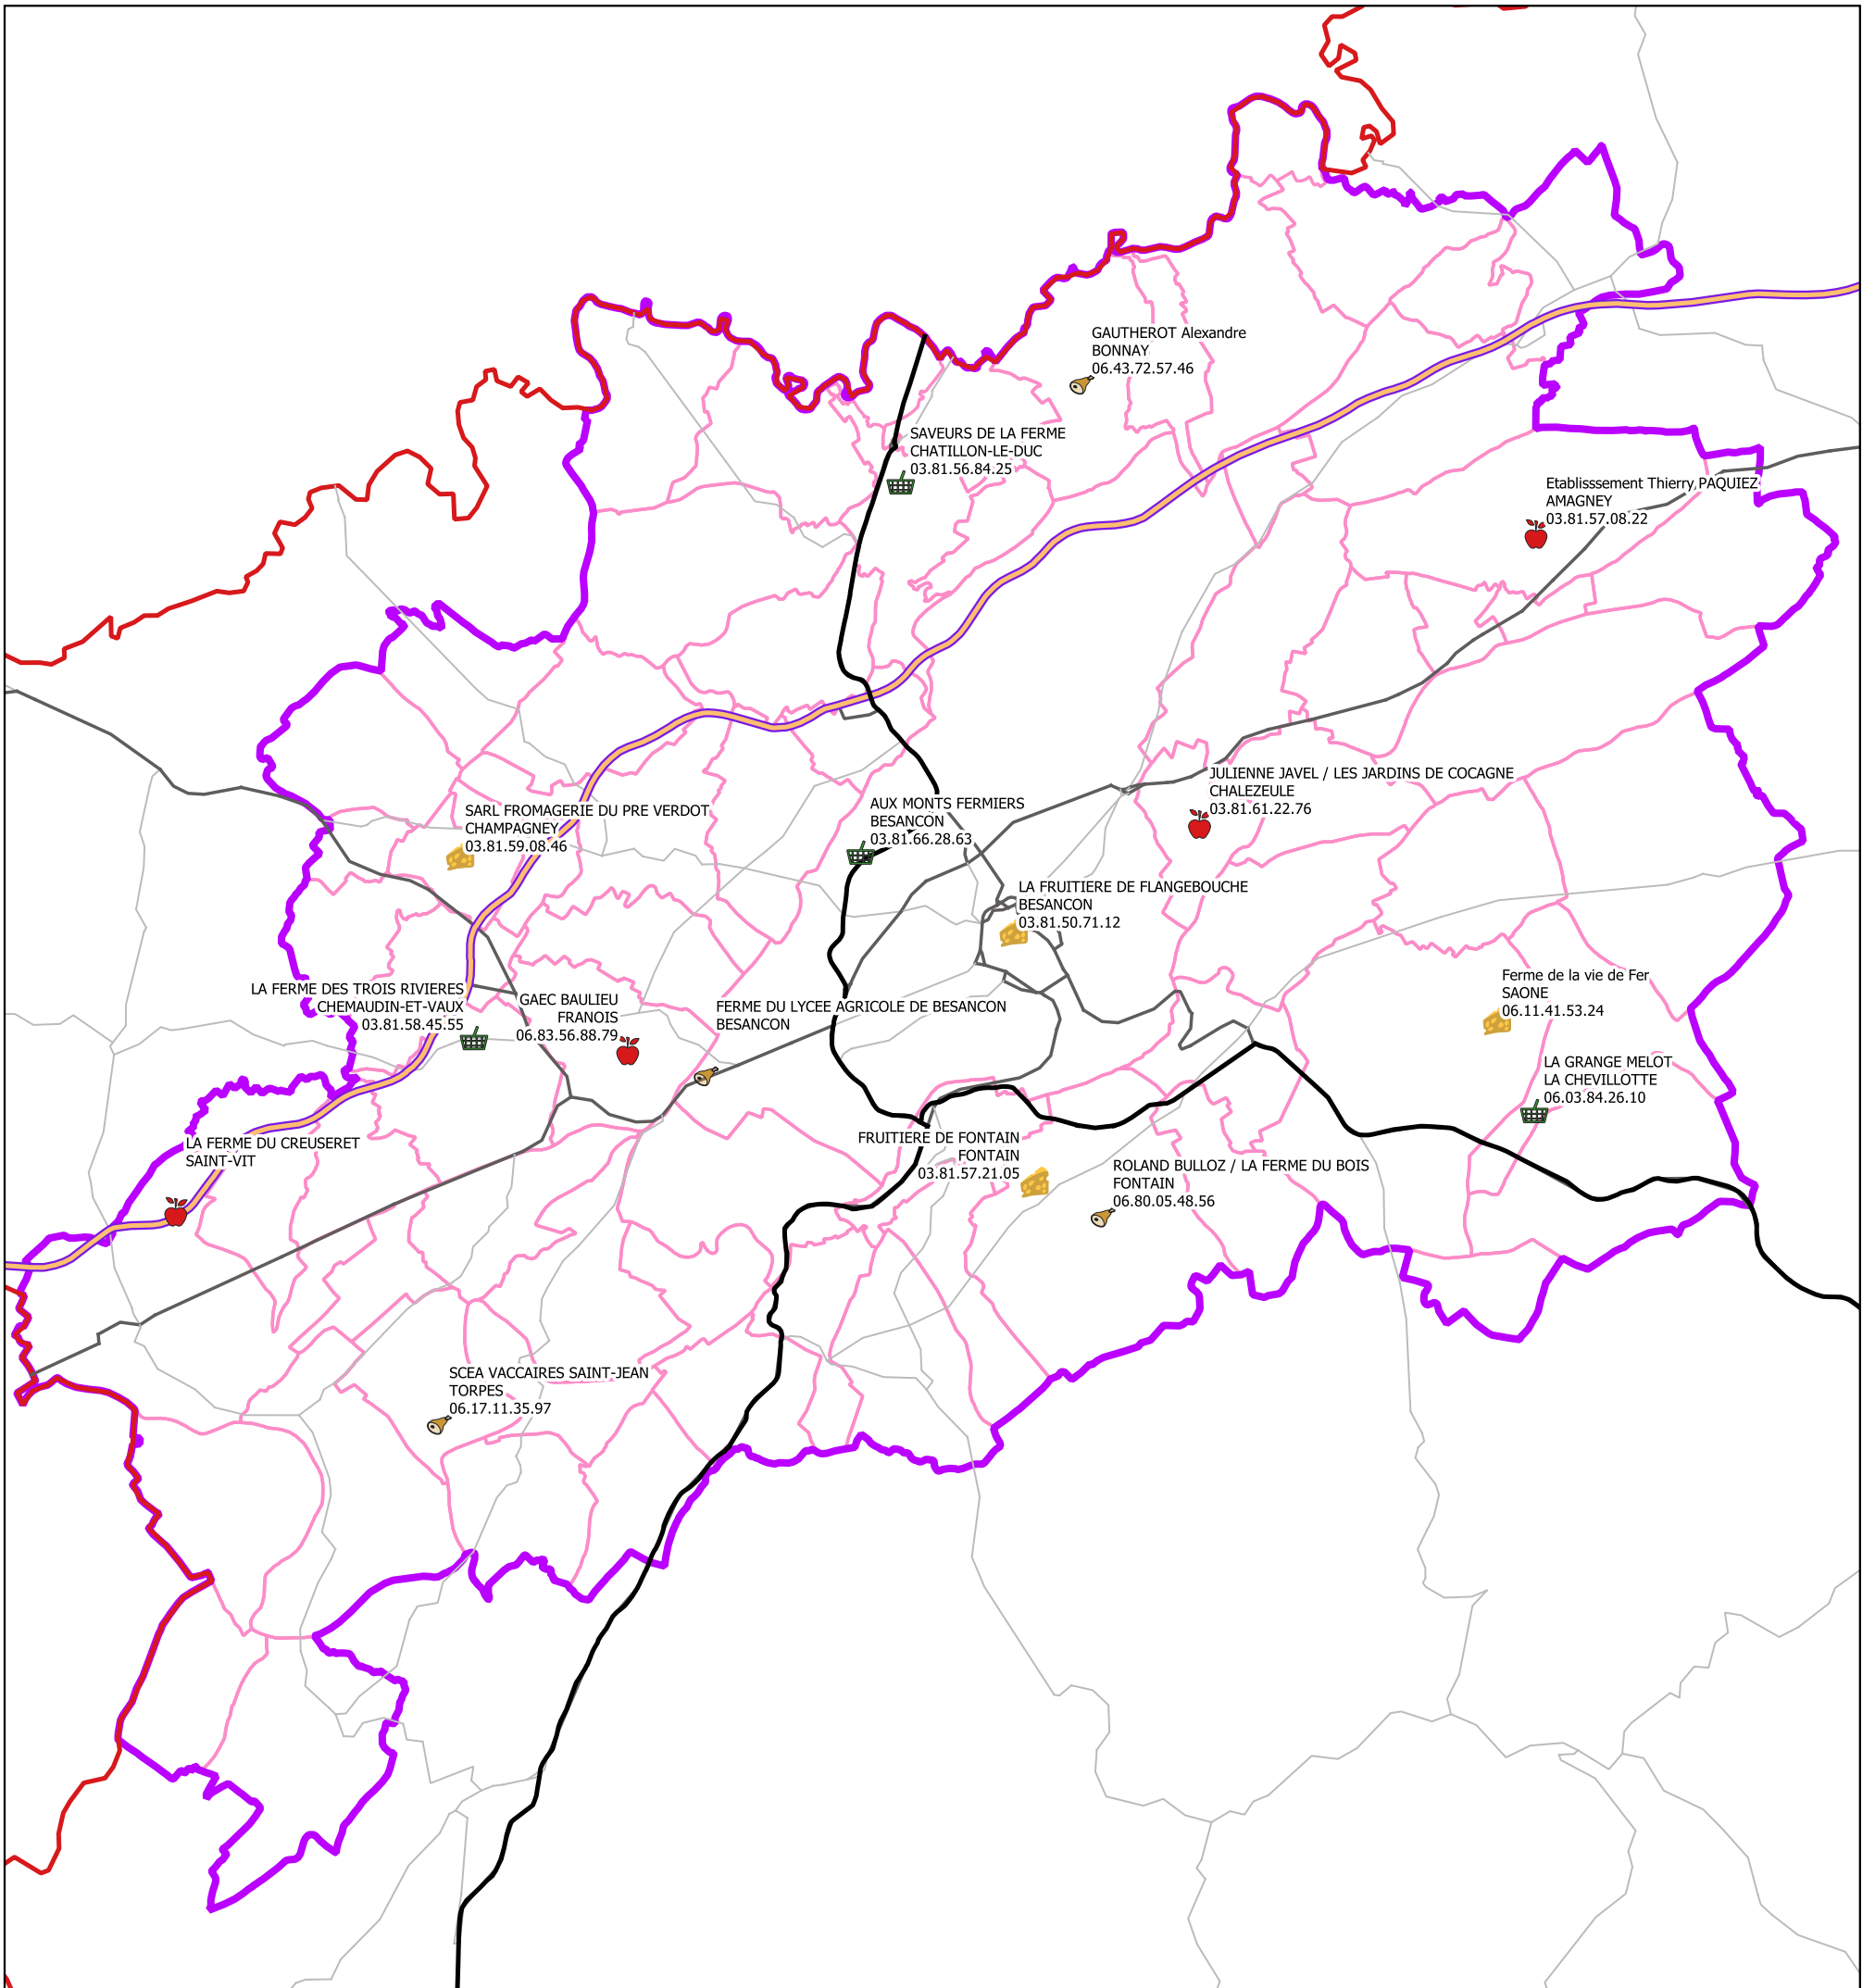 GAUTHEROT Alexandre
BONNAY
06.43.72.57.46
SAVEURS DE LA FERME
CHATILLON-LE-DUC
03.81.56.84.25
Etablisssement Thierry PAQUIEZ
AMAGNEY
03.81.57.08.22
JULIENNE JAVEL / LES JARDINS DE COCAGNE
CHALEZEULE
03.81.61.22.76
SARL FROMAGERIE DU PRE VERDOT
CHAMPAGNEY
03.81.59.08.46
AUX MONTS FERMIERS
BESANCON
03.81.66.28.63
LA FRUITIERE DE FLANGEBOUCHE
BESANCON
03.81.50.71.12
Ferme de la vie de Fer
SAONE
06.11.41.53.24
LA FERME DES TROIS RIVIERES
CHEMAUDIN-ET-VAUX
03.81.58.45.55
GAEC BAULIEU
FRANOIS
06.83.56.88.79
FERME DU LYCEE AGRICOLE DE BESANCON
BESANCON
LA GRANGE MELOT
LA CHEVILLOTTE
06.03.84.26.10
LA FERME DU CREUSERET
SAINT-VIT
FRUITIERE DE FONTAIN
FONTAIN
03.81.57.21.05
ROLAND BULLOZ / LA FERME DU BOIS
FONTAIN
06.80.05.48.56
SCEA VACCAIRES SAINT-JEAN
TORPES
06.17.11.35.97